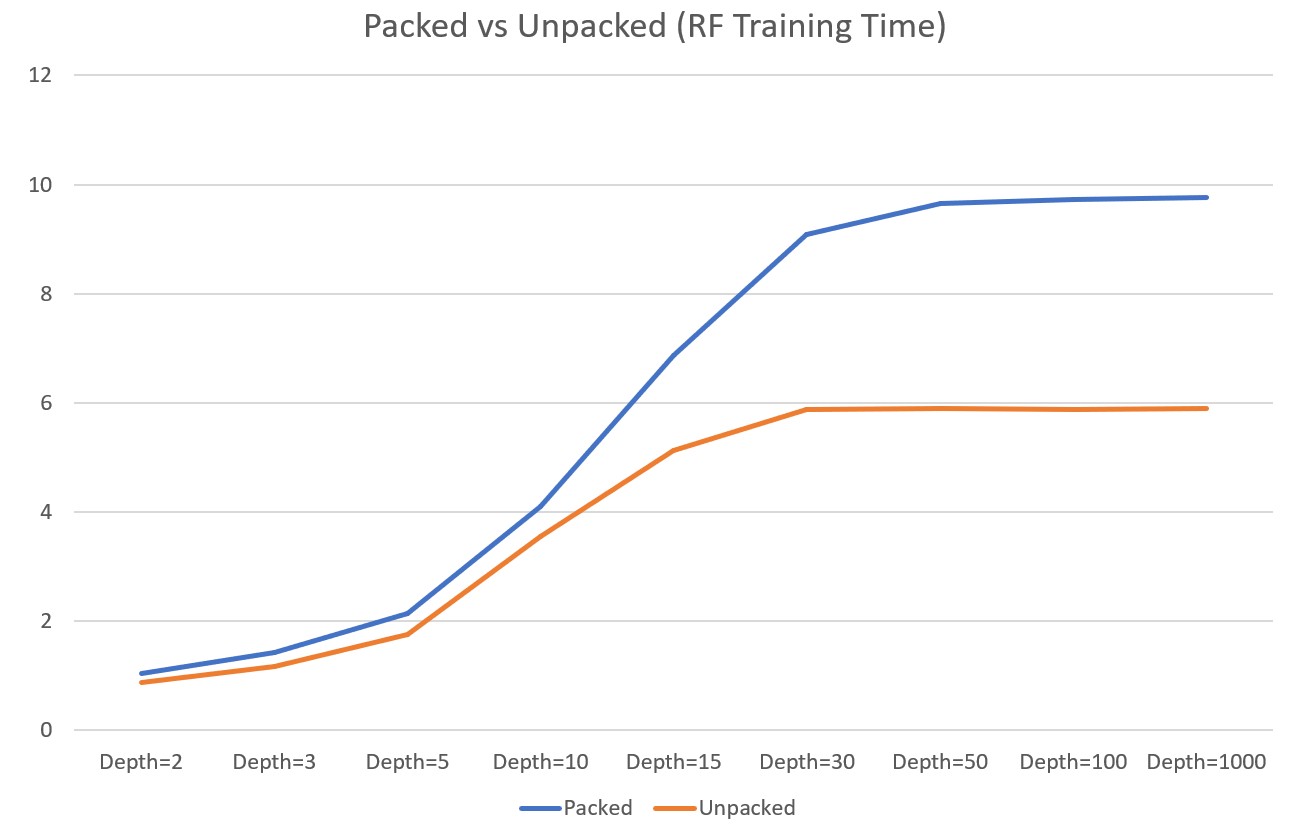 Packed vs Unpacked (RF Training Time)
12
10
8
6
4
2
0
Depth=2 Depth=3 Depth=5 Depth=10 Depth=15 Depth=30 Depth=50 Depth=100 Depth=1000
Packed Unpacked